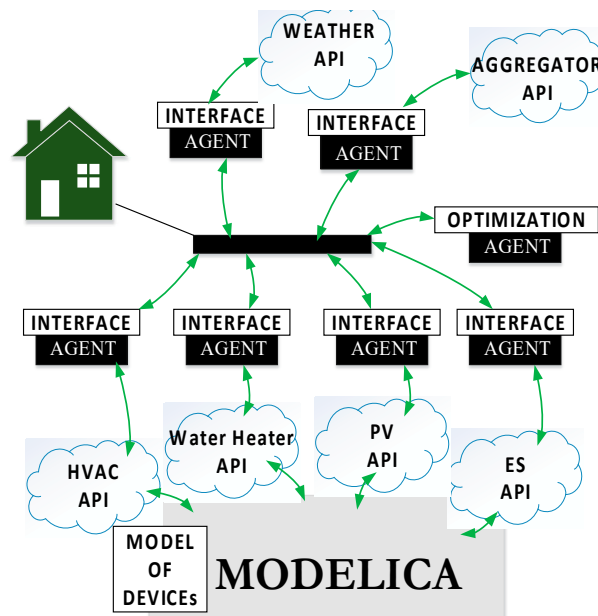 WEATHER
API
AGGREGATOR
API
INTERFACE
AGENT
INTERFACE
AGENT
OPTIMIZATION
AGENT
INTERFACE
AGENT
INTERFACE
AGENT
INTERFACE
AGENT
INTERFACE
AGENT
HVAC
API
Water Heater
API
PV
API
ES
API
MODEL
OF
DEVICEs
MODELICA